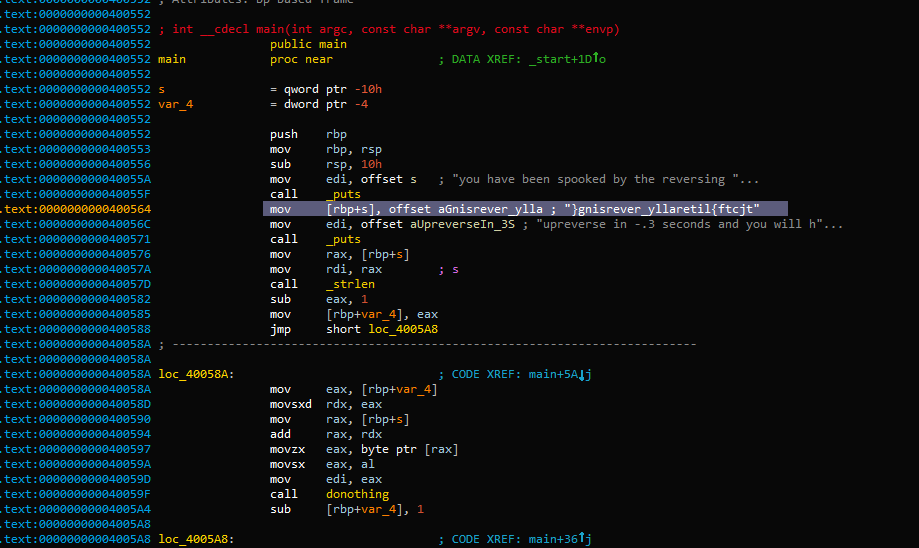 ; Attributes: bp-based frame
.text:0000000000400552
.text:0000000000400552 ; int __cdecl main(int argc, const char **argv, const char **envp)
.text:0000000000400552 public main
.text:0000000000400552 main proc near ; DATA XREF: _start+1D↑o
.text:0000000000400552
.text:0000000000400552 s = qword ptr -10h
.text:0000000000400552 var_4 = dword ptr -4
.text:0000000000400552
.text:0000000000400552 push rbp
.text:0000000000400553 mov rbp, rsp
.text:0000000000400556 sub rsp, 10h
.text:000000000040055A mov edi, offset s ; "you have been spooked by the reversing "...
.text:000000000040055F call _puts
.text:0000000000400564 mov [rbp+s], offset aGnisrever_ylla ; "}gnisrever_yllaretil{ftcjt"
.text:000000000040056C mov edi, offset aUpreverseIn_3S ; "upreverse in -.3 seconds and you will h"...
.text:0000000000400571 call _puts
.text:0000000000400576 mov rax, [rbp+s]
.text:000000000040057A mov rdi, rax ; s
.text:000000000040057D call _strlen
.text:0000000000400582 sub eax, 1
.text:0000000000400585 mov [rbp+var_4], eax
.text:0000000000400588 jmp short loc_4005A8
.text:000000000040058A ; ---------------------------------------------------------------------------
.text:000000000040058A
.text:000000000040058A loc_40058A: ; CODE XREF: main+5A↓j
.text:000000000040058A mov eax, [rbp+var_4]
.text:000000000040058D movsxd rdx, eax
.text:0000000000400590 mov rax, [rbp+s]
.text:0000000000400594 add rax, rdx
.text:0000000000400597 movzx eax, byte ptr [rax]
.text:000000000040059A movsx eax, al
.text:000000000040059D mov edi, eax
.text:000000000040059F call donothing
.text:00000000004005A4 sub [rbp+var_4], 1
.text:00000000004005A8
.text:00000000004005A8 loc_4005A8: ; CODE XREF: main+36↑j